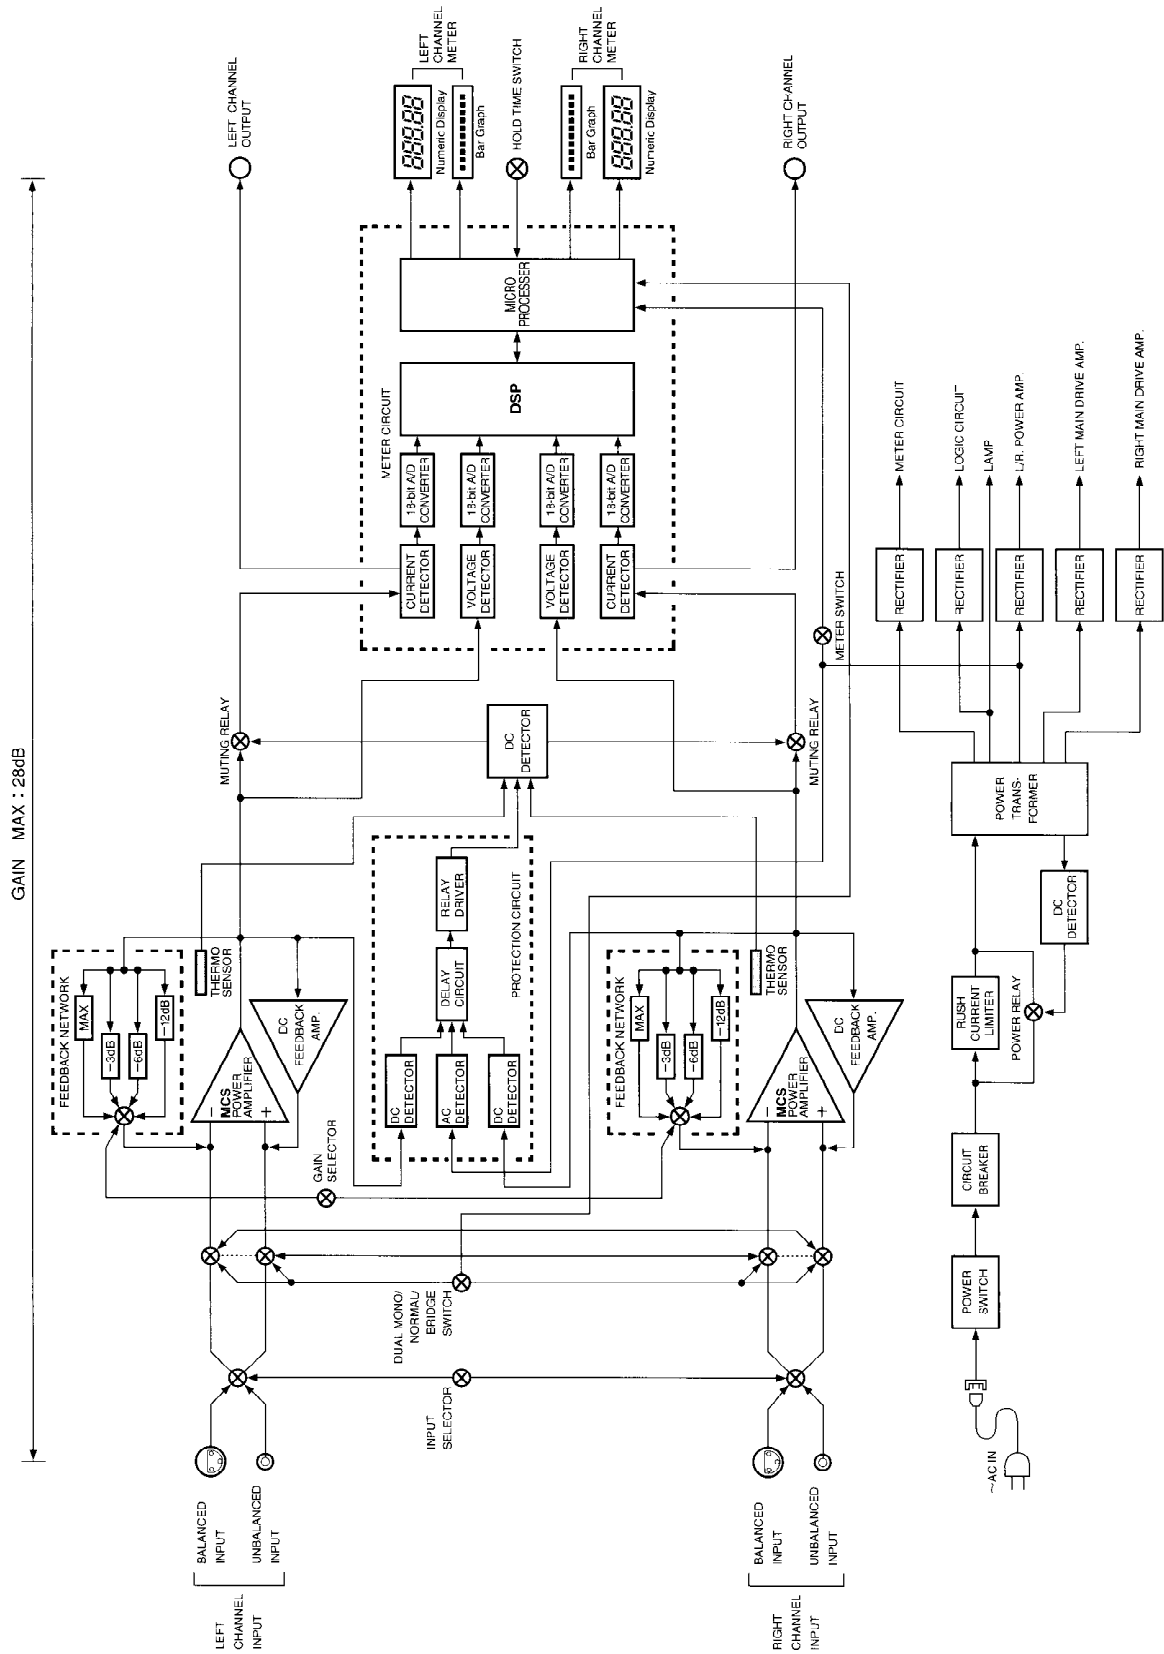 GAIN MAX : 28dB
LEFT
CHANNEL
INPUT
BALANCED
INPUT
UNBALANCED
INPUT
FEEDBACK NETWORK
MAX
−3dB
−6dB
−12dB
MCS
POWER
AMPLIFIER
−
+
DC
FEEDBACK
AMP.
THERMO
SENSOR
MUTING RELAY
LEFT CHANNEL
OUTPUT
GAIN
SELECTOR
INPUT
SELECTOR
DUAL MONO/
NORMAL/
BRIDGE
SWITCH
DC
DETECTOR
AC
DETECTOR
DC
DETECTOR
DELAY
CIRCUIT
RELAY
DRIVER
PROTECTION CIRCUIT
DC
DETECTOR
METER CIRCUIT
CURRENT
DETECTOR
VOLTAGE
DETECTOR
VOLTAGE
DETECTOR
CURRENT
DETECTOR
18-bit A/D
CONVERTER
18-bit A/D
CONVERTER
18-bit A/D
CONVERTER
18-bit A/D
CONVERTER
DSP
MICRO
PROCESSER
888.88
Numeric Display
Bar Graph
LEFT
CHANNEL
METER
HOLD TIME SWITCH
Bar Graph
888.88
Numeric Display
RIGHT
CHANNEL
METER
RIGHT
CHANNEL
INPUT
BALANCED
INPUT
UNBALANCED
INPUT
FEEDBACK NETWORK
MAX
−3dB
−6dB
−12dB
MCS
POWER
AMPLIFIER
−
+
DC
FEEDBACK
AMP.
THERMO
SENSOR
MUTING RELAY
METER SWITCH
RIGHT CHANNEL
OUTPUT
~AC IN
POWER
SWITCH
CIRCUIT
BREAKER
RUSH
CURRENT
LIMITER
POWER RELAY
DC
DETECTOR
POWER
TRANS-
FORMER
RECTIFIER
RECTIFIER
RECTIFIER
RECTIFIER
RECTIFIER
METER CIRCUIT
LOGIC CIRCUIT
LAMP
L/R. POWER AMP.
LEFT MAIN DRIVE AMP.
RIGHT MAIN DRIVE AMP.